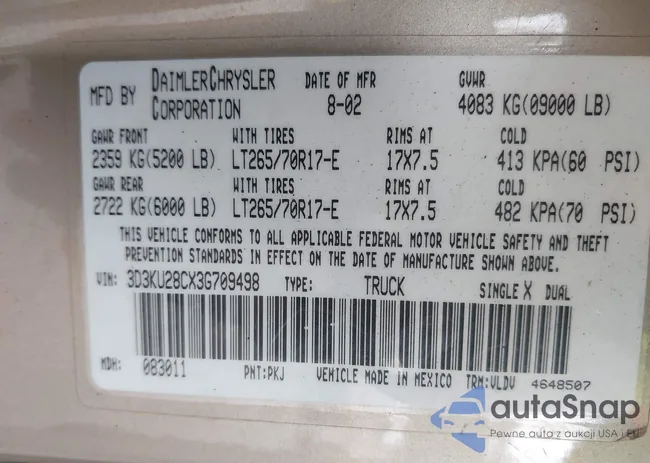 MFD BY DAIMLERCHRYSLER CORPORATION DATE OF MFR 8-02 GVWR 4083 KG(09000 LB)
GAWR FRONT WITH TIRES RIMS AT COLD
2359 KG(5200 LB) LT265/70R17-E 17X7.5 413 KPA(60 PSI)
GAWR REAR WITH TIRES RIMS AT COLD
2722 KG(6000 LB) LT265/70R17-E 17X7.5 482 KPA(70 PSI)
THIS VEHICLE CONFORMS TO ALL APPLICABLE FEDERAL MOTOR VEHICLE SAFETY AND THEFT
PREVENTION STANDARDS IN EFFECT ON THE DATE OF MANUFACTURE SHOWN ABOVE.
VIN: 3D3KU28CX3G709498 TYPE: TRUCK SINGLE X DUAL
MDH: 083011 PNT:PKJ VEHICLE MADE IN MEXICO TRM:VLDV 4648507
autaSnap
Pewne auta z aukcji USA i EU